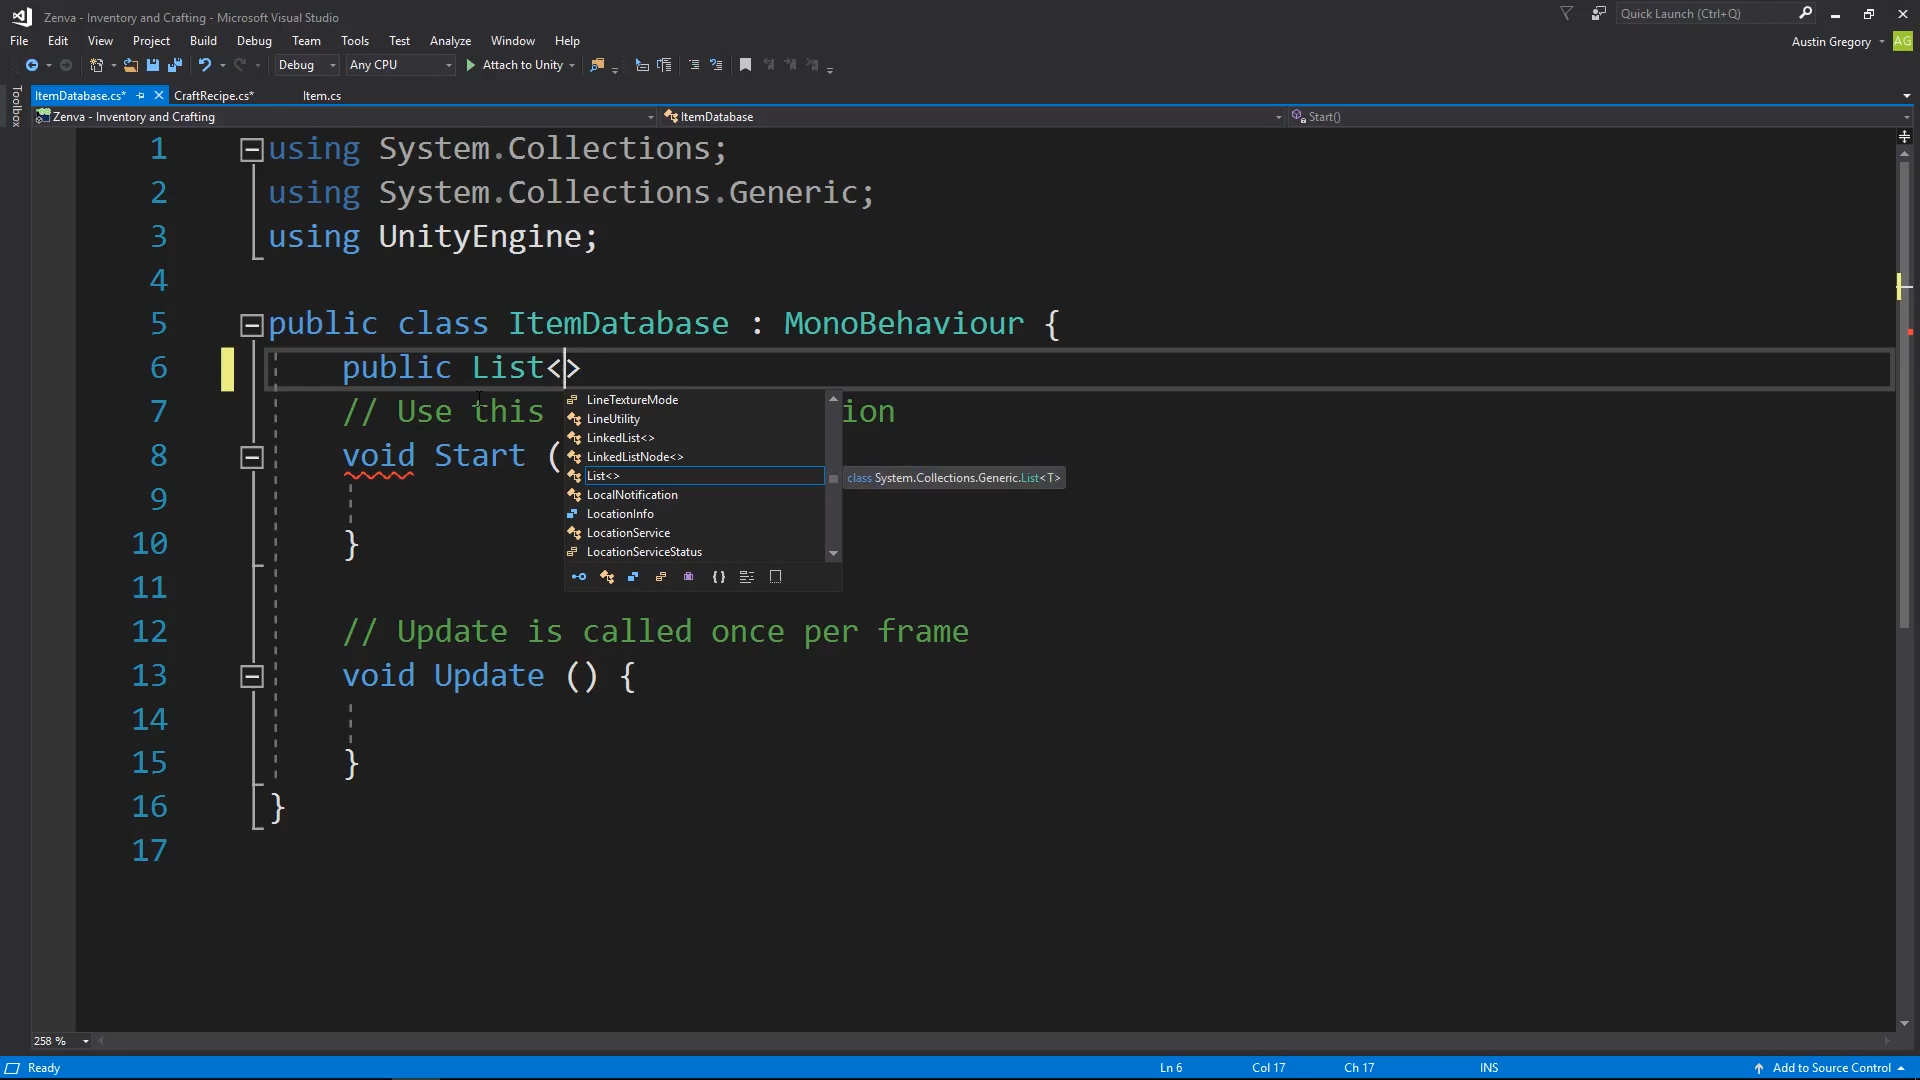 Zenva - Inventory and Crafting - Microsoft Visual Studio
Quick Launch (Ctrl+Q)
File Edit View Project Build Debug Team Tools Test Analyze Window Help
Austin Gregory AG
Debug Any CPU Attach to Unity
Toolbox
ItemDatabase.cs* CraftRecipe.cs* Item.cs
Zenva - Inventory and Crafting ItemDatabase Start()
1 using System.Collections;
2 using System.Collections.Generic;
3 using UnityEngine;
4
5 public class ItemDatabase : MonoBehaviour {
6 public List<>
7 // Use this ion
8 void Start (
9
10 }
11
12 // Update is called once per frame
13 void Update () {
14
15 }
16 }
17
LineTextureMode
LineUtility
LinkedList<>
LinkedListNode<>
List<>
class System.Collections.Generic.List<T>
LocalNotification
LocationInfo
LocationService
LocationServiceStatus
258 %
Ready Ln 6 Col 17 Ch 17 INS Add to Source Control